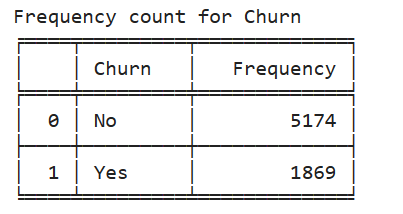 Frequency count for Churn
Churn Frequency
0 No 5174
1 Yes 1869